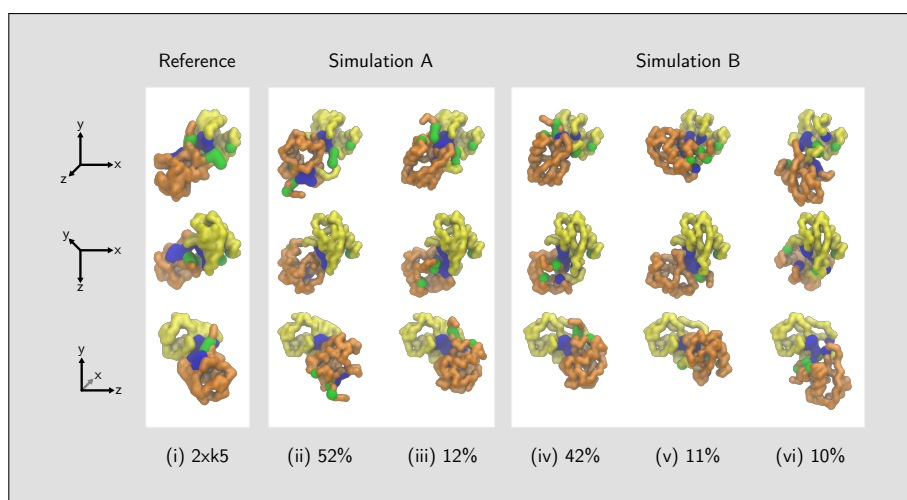 Reference Simulation A Simulation B
y
x
z
y
x
z
y
x
z
(i) 2xk5 (ii) 52% (iii) 12% (iv) 42% (v) 11% (vi) 10%